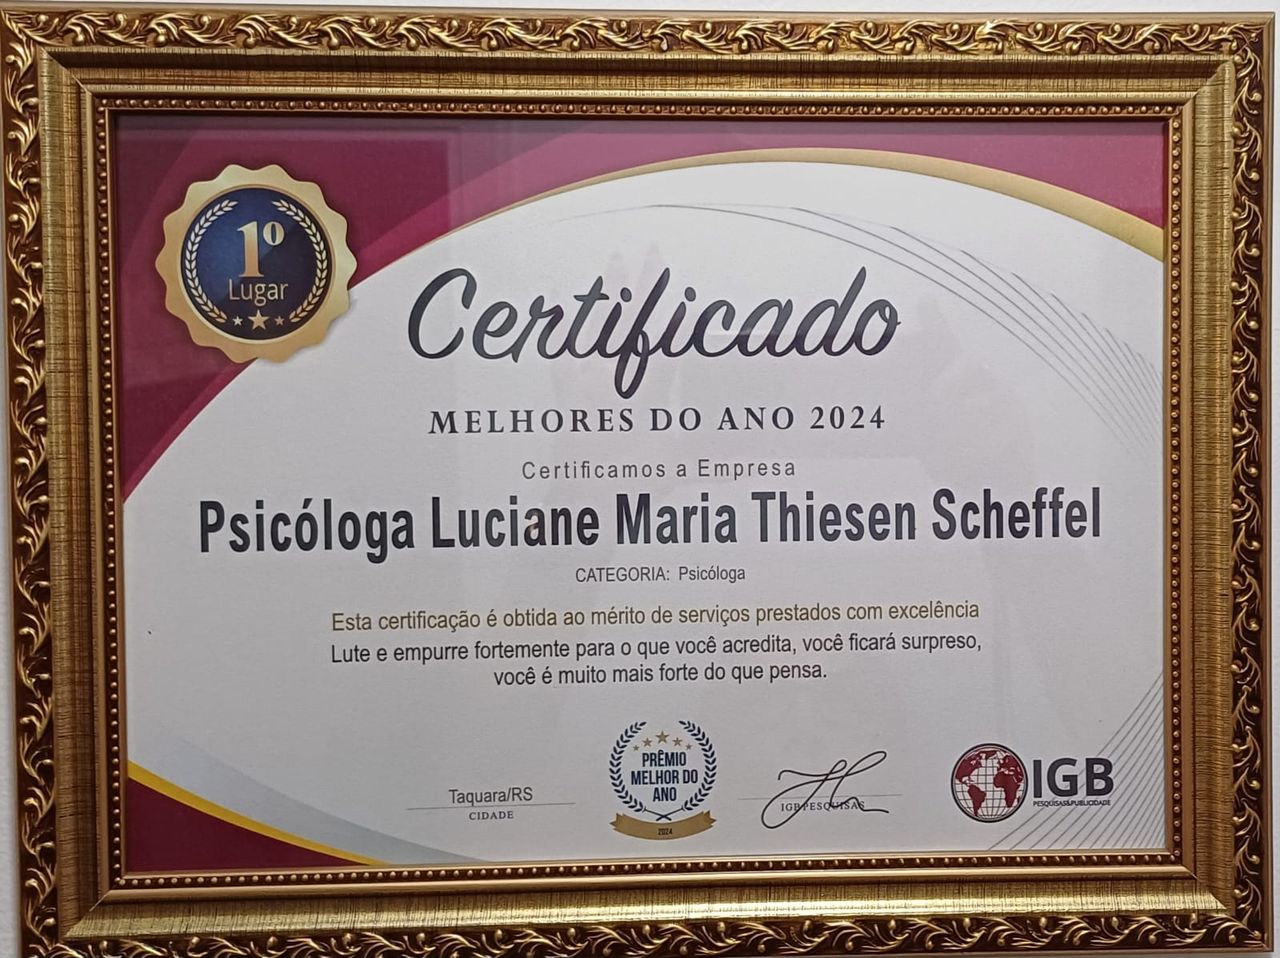 1º
Lugar
Certificado
MELHORES DO ANO 2024
Certificamos a Empresa
Psicóloga Luciane Maria Thiesen Scheffel
CATEGORIA: Psicóloga
Esta certificação é obtida ao mérito de serviços prestados com excelência
Lute e empurre fortemente para o que você acredita, você ficará surpreso,
você é muito mais forte do que pensa.
Taquara/RS
CIDADE
PRÊMIO
MELHOR DO
ANO
2024
IGB PESQUISAS
IGB
PESQUISAS&PUBLICIDADE